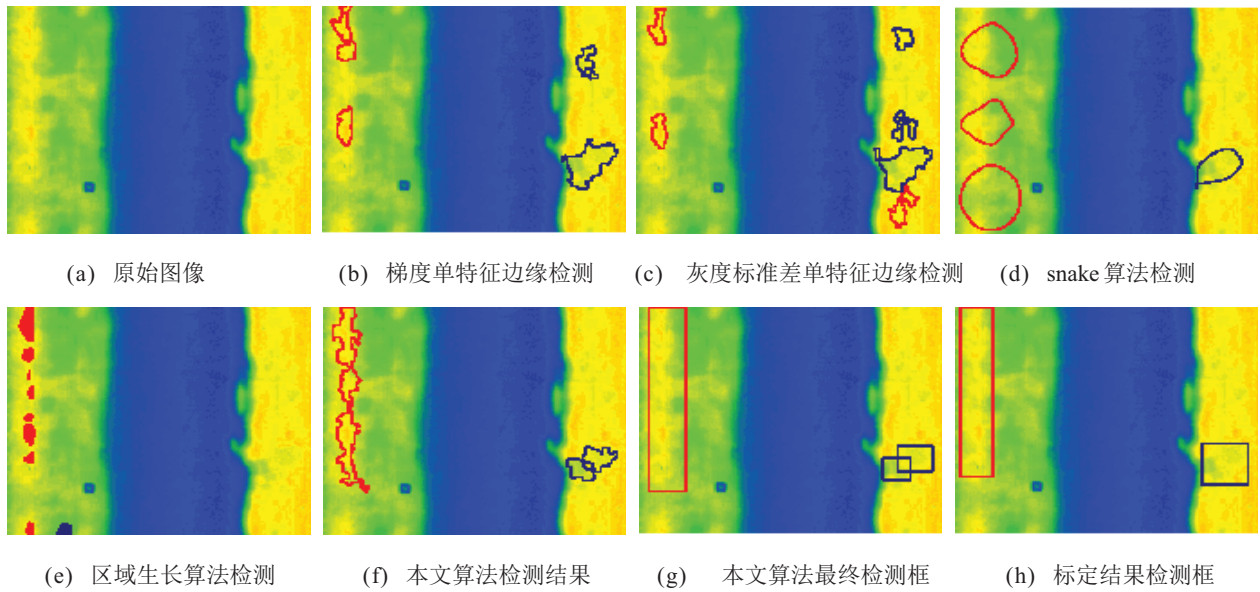 (a) 原始图像 (b) 梯度单特征边缘检测 (c) 灰度标准差单特征边缘检测 (d) snake 算法检测
(e) 区域生长算法检测 (f) 本文算法检测结果 (g) 本文算法最终检测框 (h) 标定结果检测框